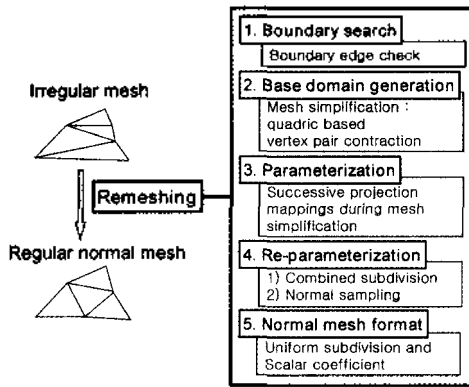 Irregular mesh
Remeshing
Regular normal mesh
1. Boundary search
Boundary edge check
2. Base domain generation
Mesh simplification :
quadric based
vertex pair contraction
3. Parameterization
Successive projection
mappings during mesh
simplification
4. Re-parameterization
1) Combined subdivision
2) Normal sampling
5. Normal mesh format
Uniform subdivision and
Scalar coefficient